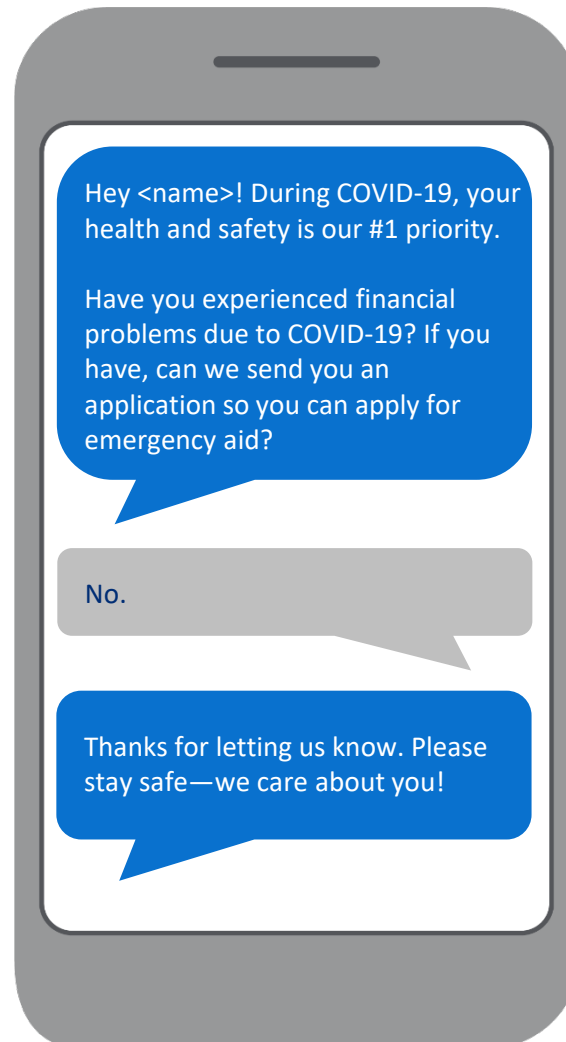 Hey <name>! During COVID-19, your
health and safety is our #1 priority.
Have you experienced financial
problems due to COVID-19? If you
have, can we send you an
application so you can apply for
emergency aid?
No.
Thanks for letting us know. Please
stay safe—we care about you!